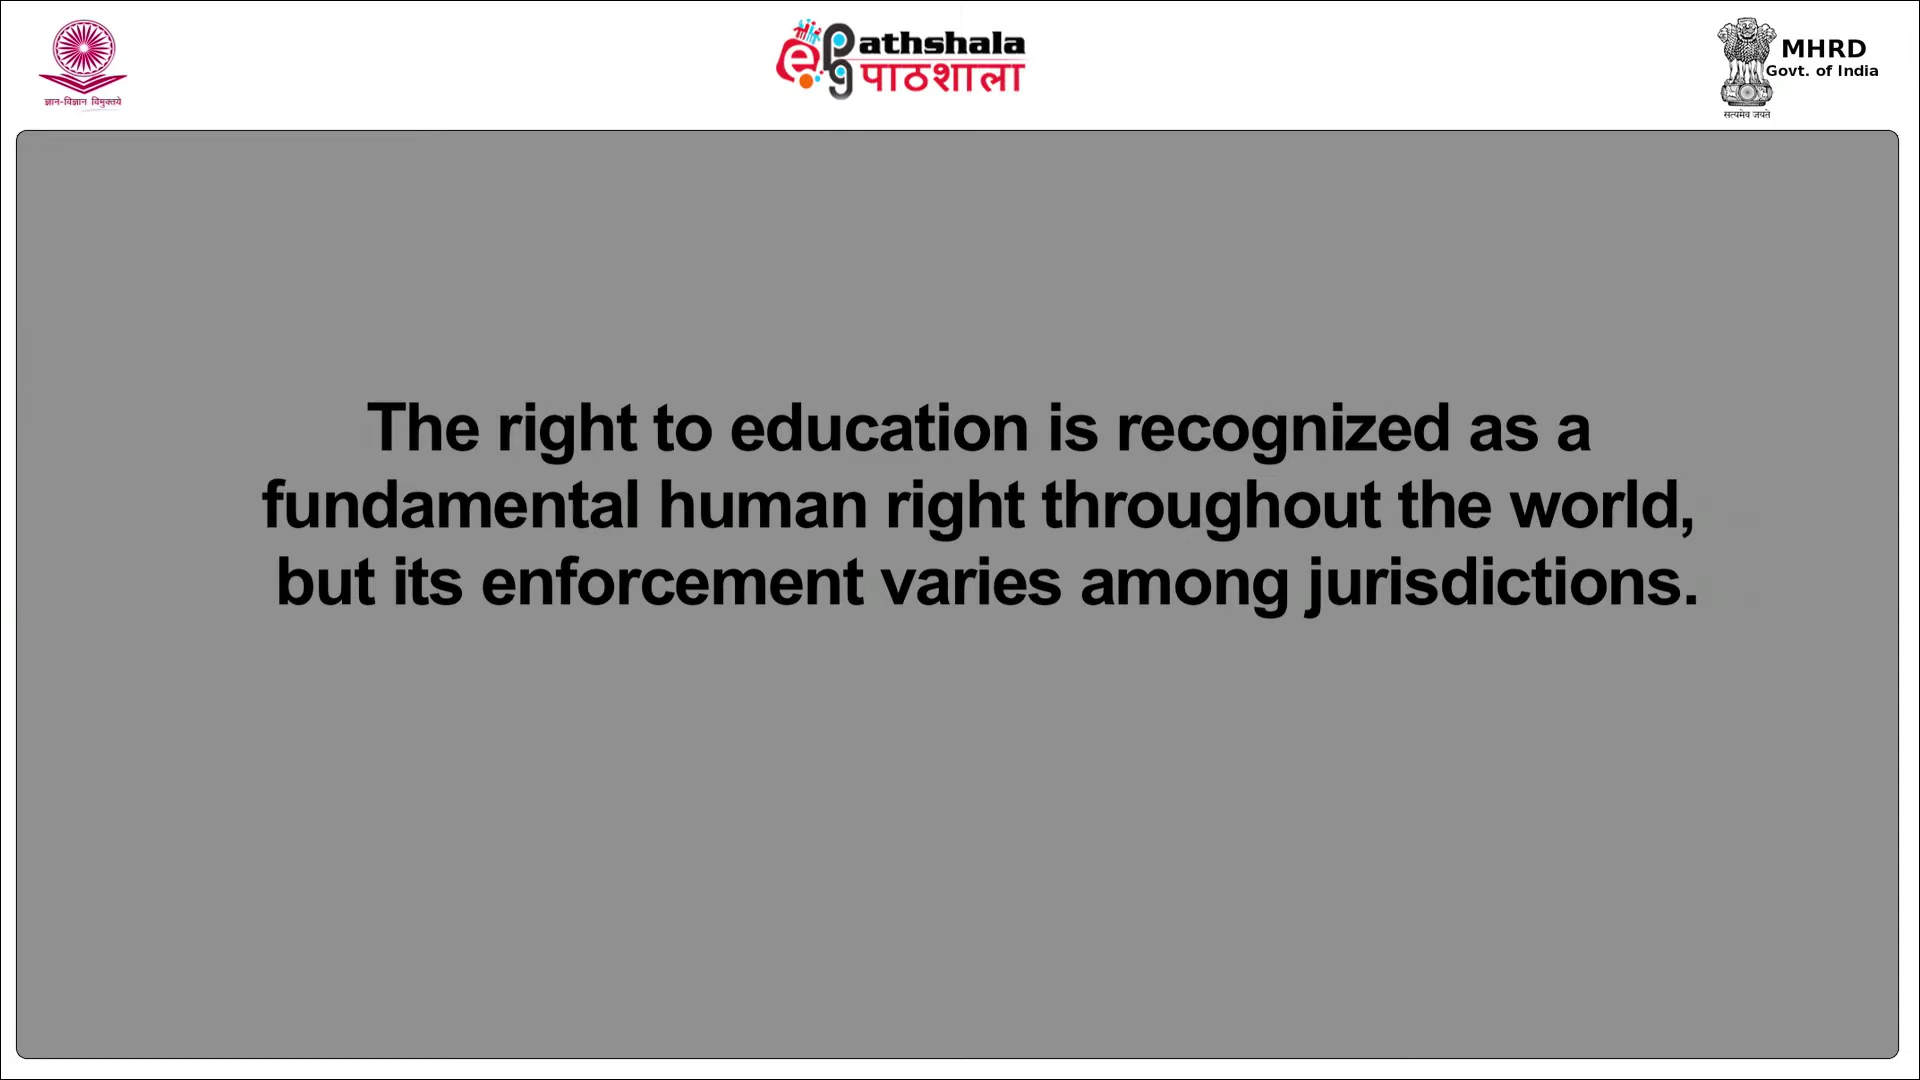 ज्ञान-विज्ञान विमुक्तये
ePGathshala
पाठशाला
MHRD
Govt. of India
सत्यमेव जयते
The right to education is recognized as a
fundamental human right throughout the world,
but its enforcement varies among jurisdictions.